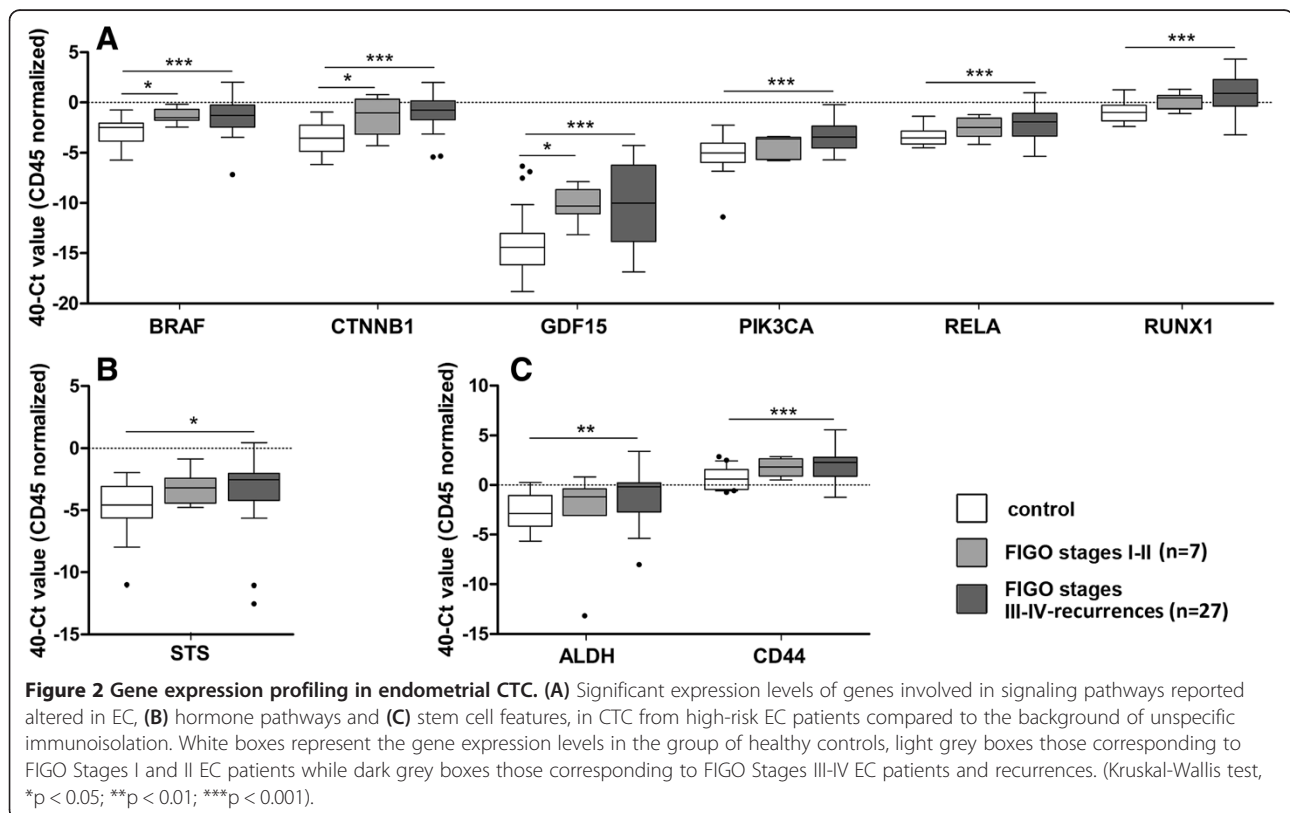 A
40-Ct value (CD45 normalized)
5
0
-5
-10
-15
-20
*
***
*
***
*
***
***
***
***
BRAF
CTNNB1
GDF15
PIK3CA
RELA
RUNX1
B
40-Ct value (CD45 normalized)
5
0
-5
-10
-15
*
STS
C
40-Ct value (CD45 normalized)
10
5
0
-5
-10
-15
**
***
ALDH
CD44
control
FIGO stages I-II (n=7)
FIGO stages
III-IV-recurrences (n=27)
Figure 2 Gene expression profiling in endometrial CTC. (A) Significant expression levels of genes involved in signaling pathways reported
altered in EC, (B) hormone pathways and (C) stem cell features, in CTC from high-risk EC patients compared to the background of unspecific
immunoisolation. White boxes represent the gene expression levels in the group of healthy controls, light grey boxes those corresponding to
FIGO Stages I and II EC patients while dark grey boxes those corresponding to FIGO Stages III-IV EC patients and recurrences. (Kruskal-Wallis test,
*p < 0.05; **p < 0.01; ***p < 0.001).